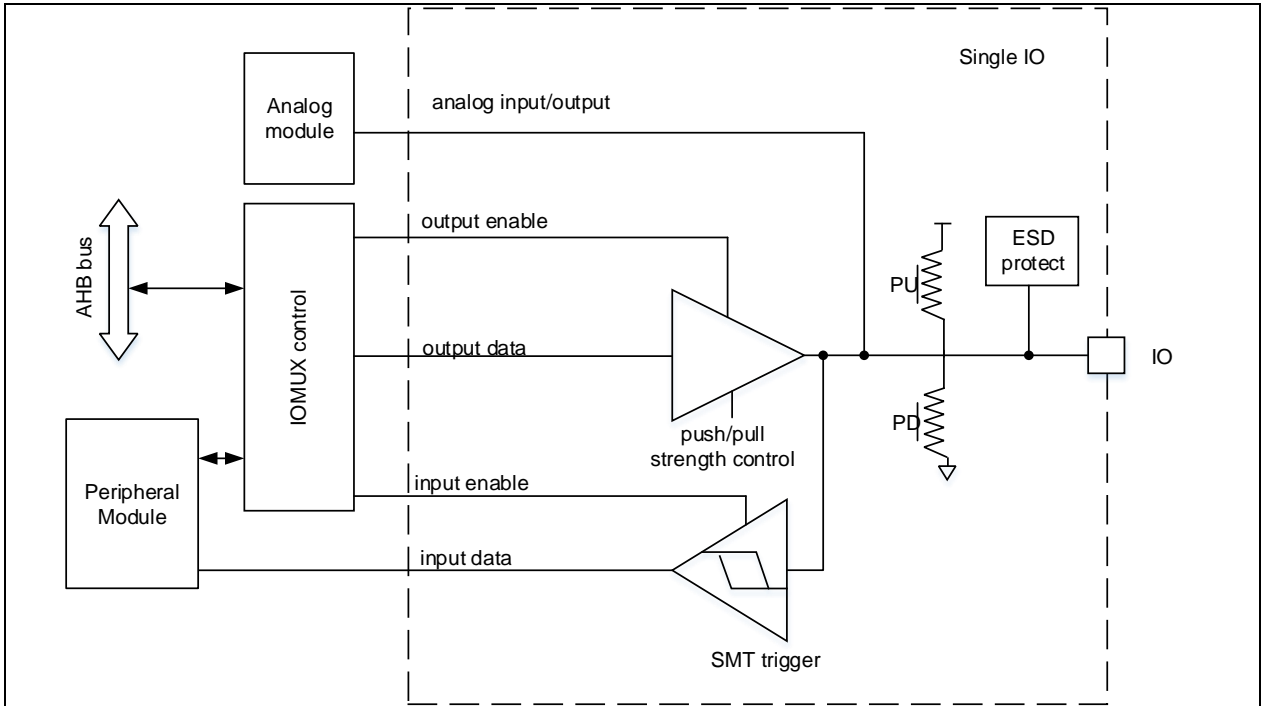 Single IO
Analog
module
analog input/output
output enable
ESD
protect
AHB bus
PU
IOMUX control
output data
IO
PD
push/pull
strength control
input enable
Peripheral
Module
input data
SMT trigger